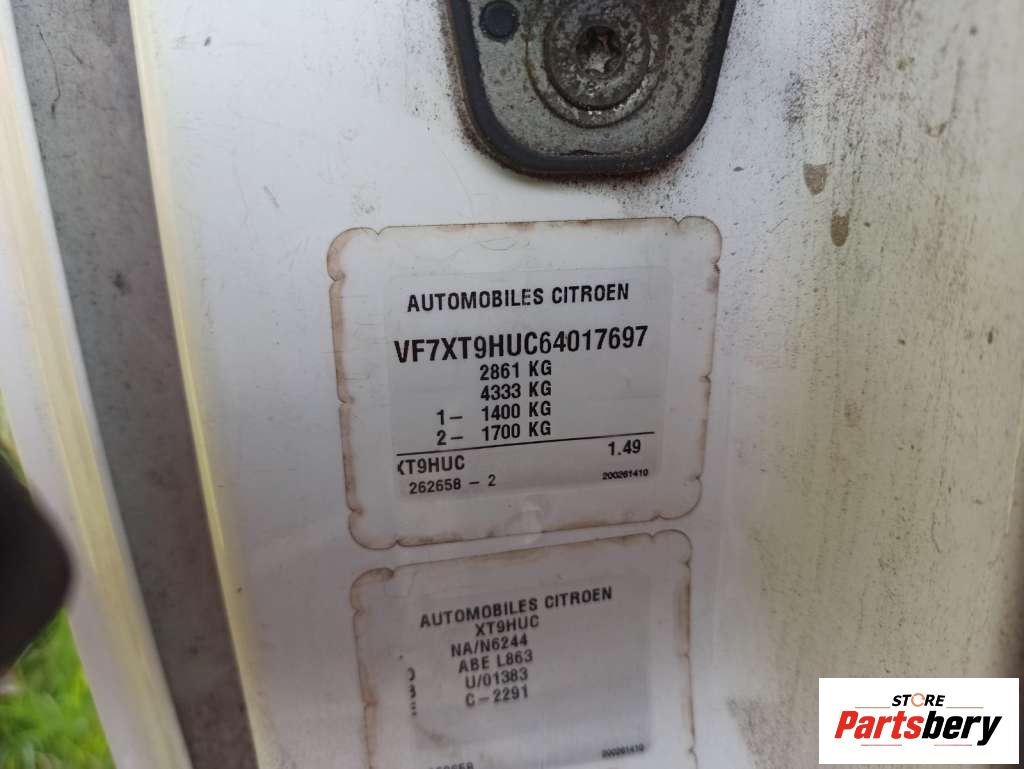 AUTOMOBILES CITROEN
VF7XT9HUC64017697
2861 KG
4333 KG
1- 1400 KG
2- 1700 KG
XT9HUC 1.49
262658 - 2 200261410
AUTOMOBILES CITROEN
XT9HUC
NA/N6244
ABE L863
U/01383
C-2291
200261410
STORE
Partsbery